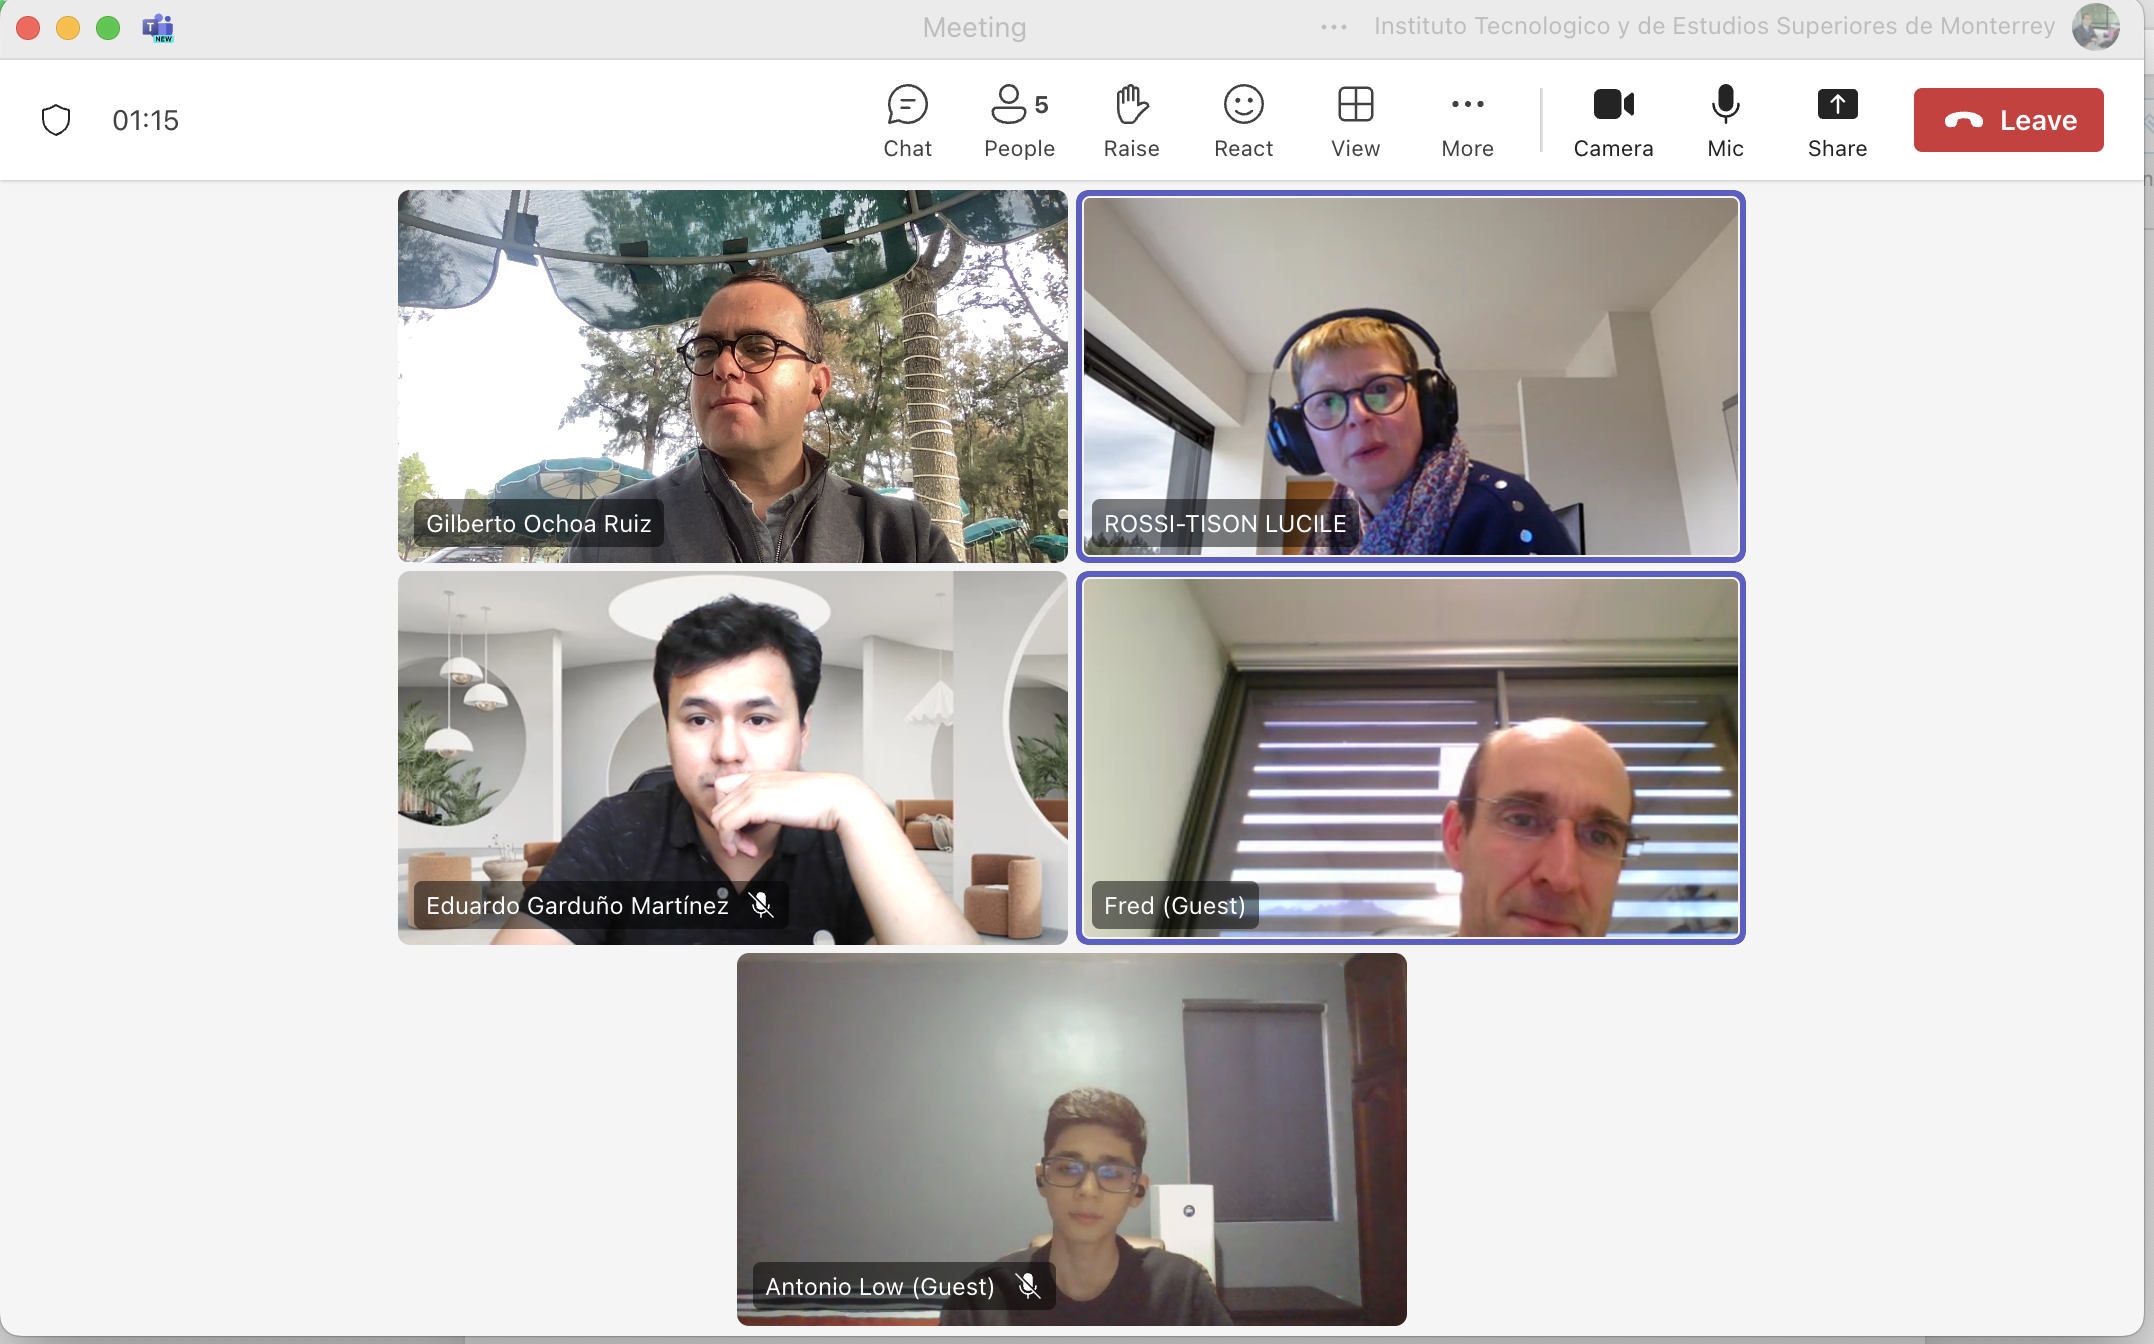 Meeting
Instituto Tecnologico y de Estudios Superiores de Monterrey
T
NEW
01:15
Chat
People
5
Raise
React
View
More
Camera
Mic
Share
Leave
Gilberto Ochoa Ruiz
ROSSI-TISON LUCILE
Eduardo Garduño Martínez
Fred (Guest)
Antonio Low (Guest)